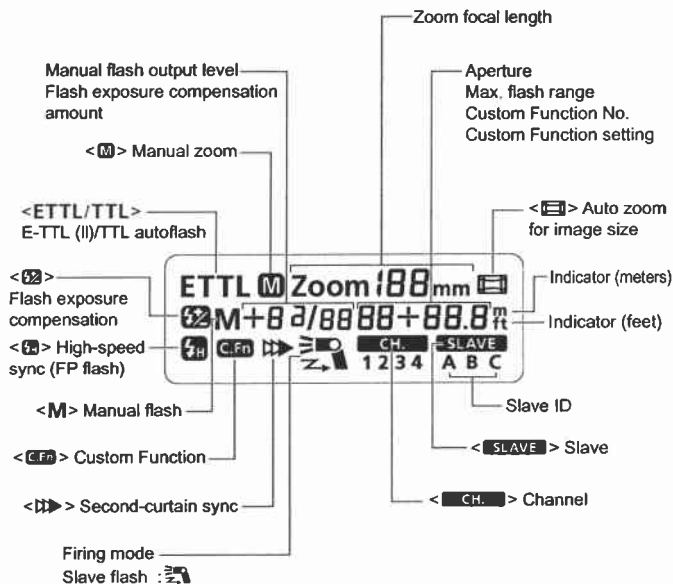 Zoom focal length
Manual flash output level
Flash exposure compensation
amount
Aperture
Max. flash range
Custom Function No.
Custom Function setting
<M> Manual zoom
<ETTL/TTL>
E-TTL (II)/TTL autoflash
< > Auto zoom
for image size
ETTL M Zoom 188 mm
Indicator (meters)
< >
Flash exposure
compensation
M+8 8/88 88+88.8 m ft
Indicator (feet)
<H> High-speed
sync (FP flash)
H C.Fn CH. SLAVE
1 2 3 4 A B C
<M> Manual flash
Slave ID
<C.Fn> Custom Function
<SLAVE> Slave
< > Second-curtain sync
<CH.> Channel
Firing mode
Slave flash :